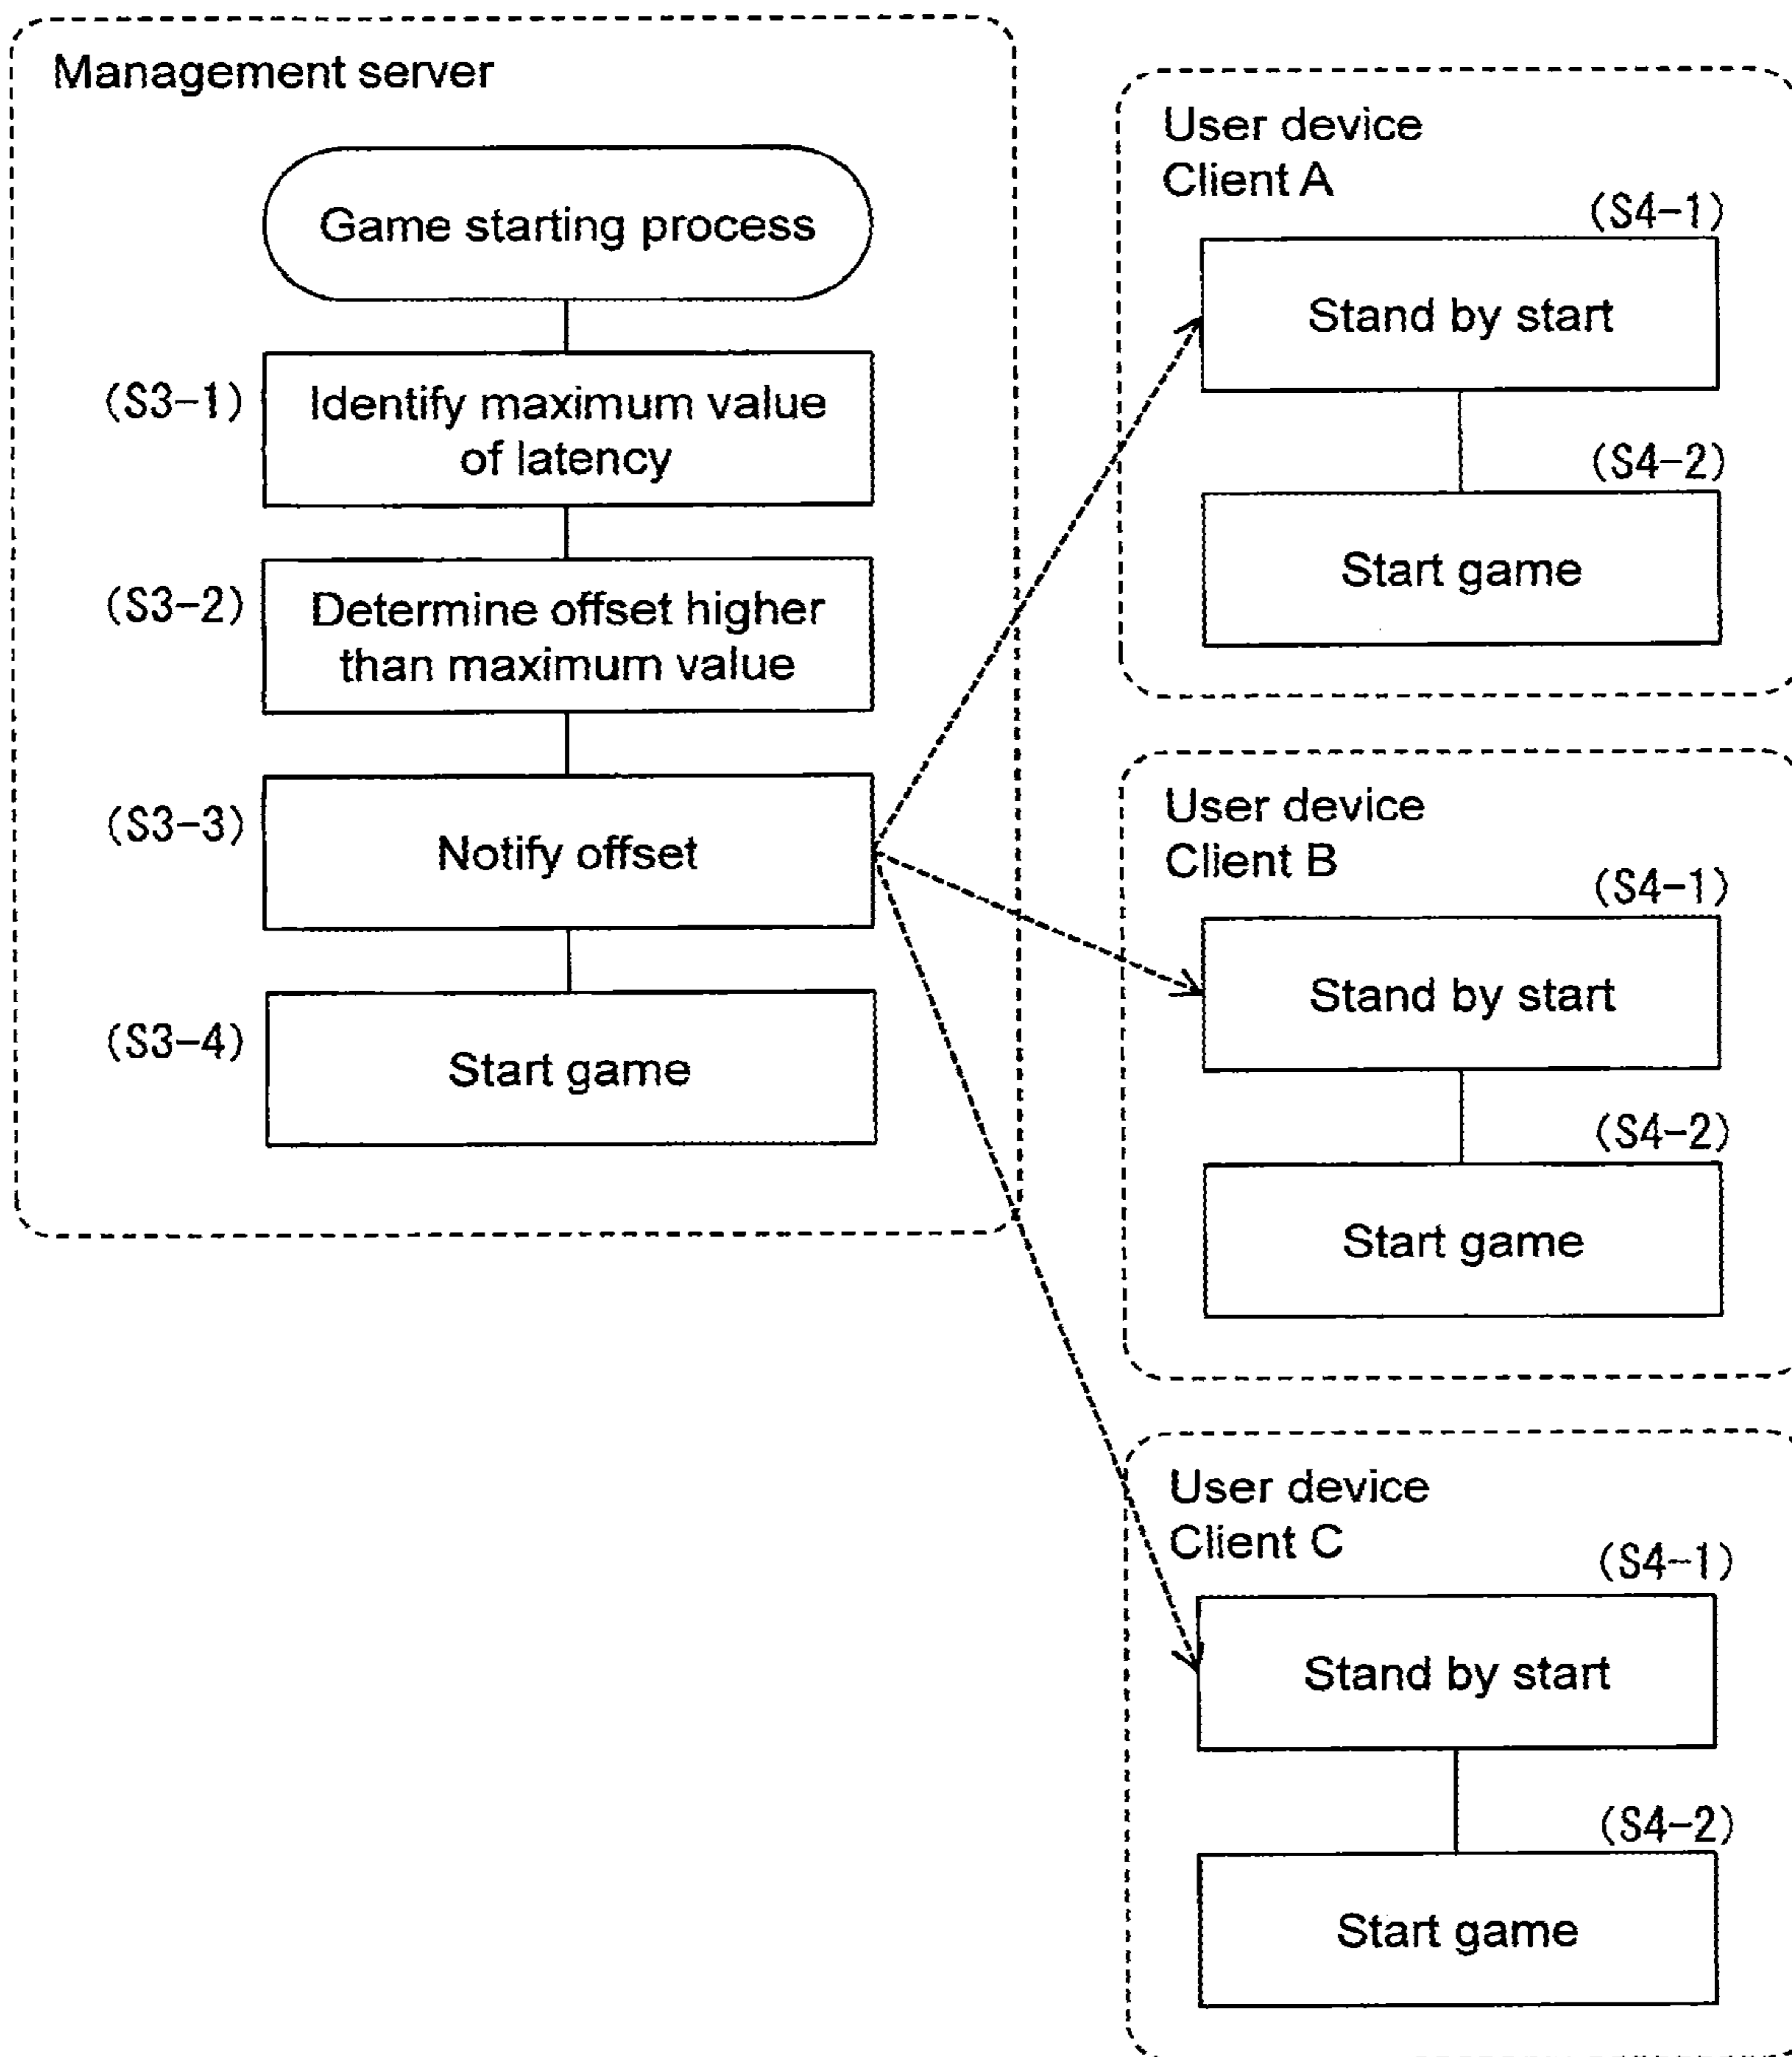 Management server
Game starting process
(S3-1)
Identify maximum value
of latency
(S3-2)
Determine offset higher
than maximum value
(S3-3)
Notify offset
(S3-4)
Start game
User device
Client A
(S4-1)
Stand by start
(S4-2)
Start game
User device
Client B
(S4-1)
Stand by start
(S4-2)
Start game
User device
Client C
(S4-1)
Stand by start
(S4-2)
Start game